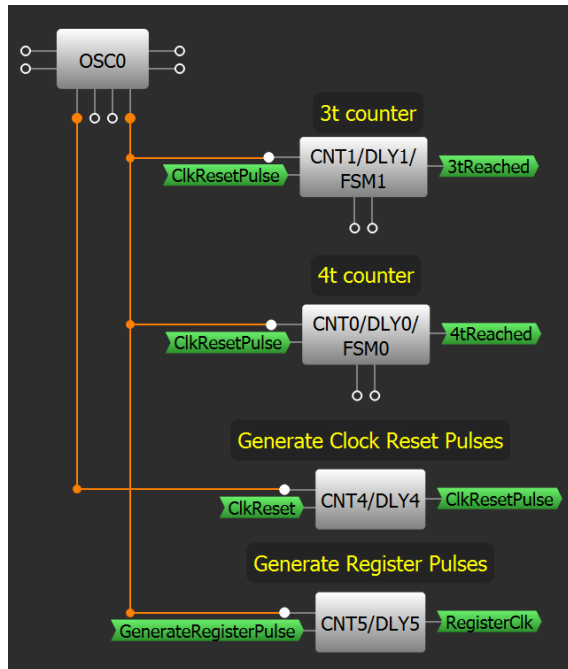 OSC0
3t counter
CNT1/DLY1/
FSM1
ClkResetPulse
3tReached
4t counter
CNT0/DLY0/
FSM0
ClkResetPulse
4tReached
Generate Clock Reset Pulses
CNT4/DLY4
ClkReset
ClkResetPulse
Generate Register Pulses
CNT5/DLY5
GenerateRegisterPulse
RegisterClk